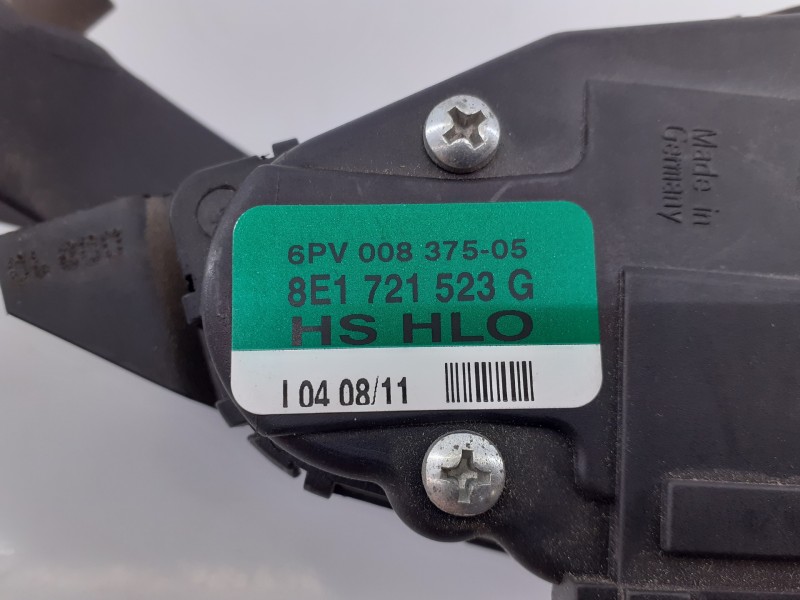 Made in
Germany
6PV 008 375-05
8E1 721 523 G
HS HLO
I 04 08/11